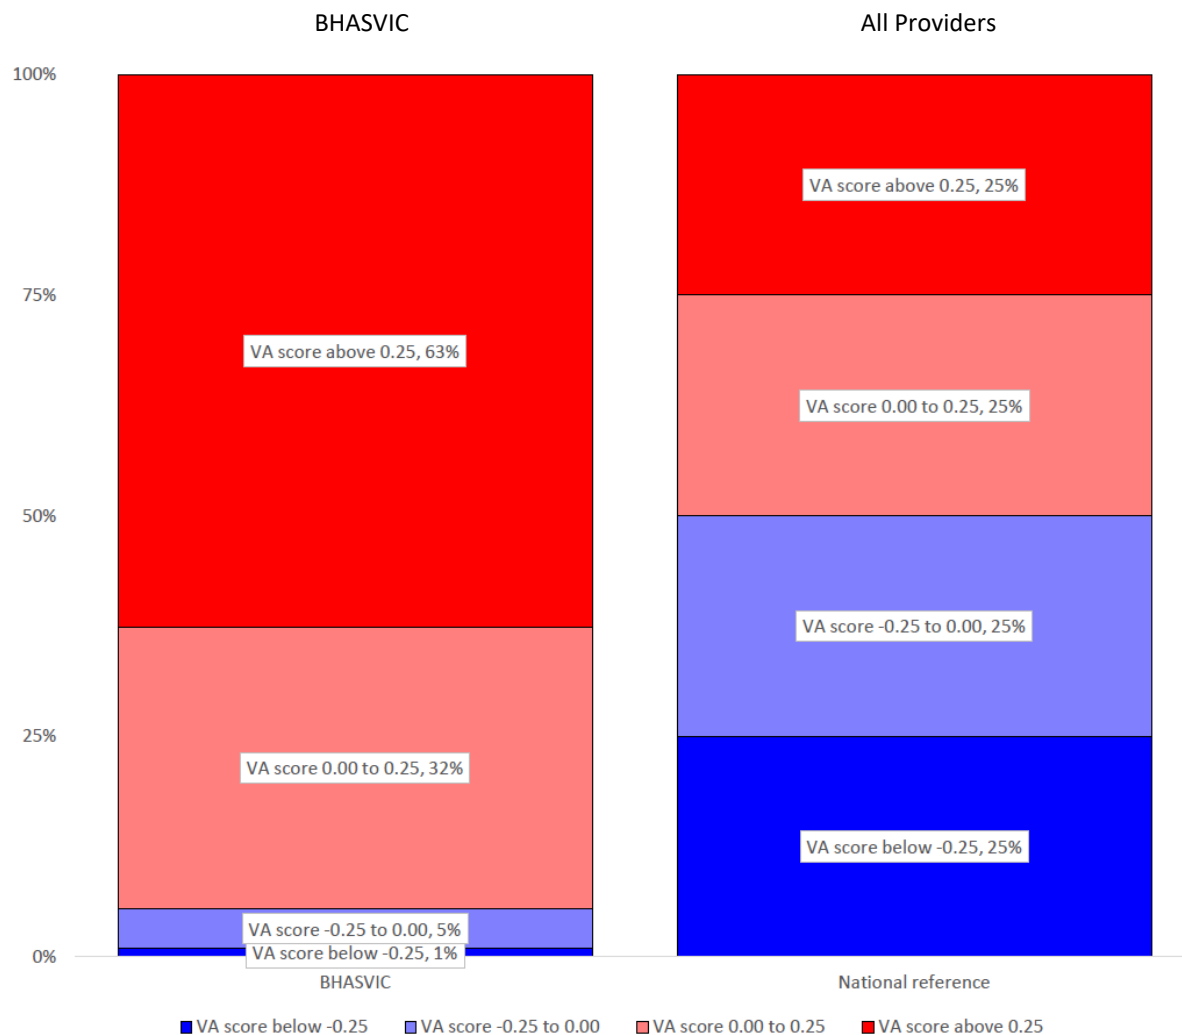 BHASVIC
All Providers
100%
75%
50%
25%
0%
VA score above 0.25, 63%
VA score 0.00 to 0.25, 32%
VA score -0.25 to 0.00, 5%
VA score below -0.25, 1%
VA score above 0.25, 25%
VA score 0.00 to 0.25, 25%
VA score -0.25 to 0.00, 25%
VA score below -0.25, 25%
BHASVIC
National reference
VA score below -0.25
VA score -0.25 to 0.00
VA score 0.00 to 0.25
VA score above 0.25